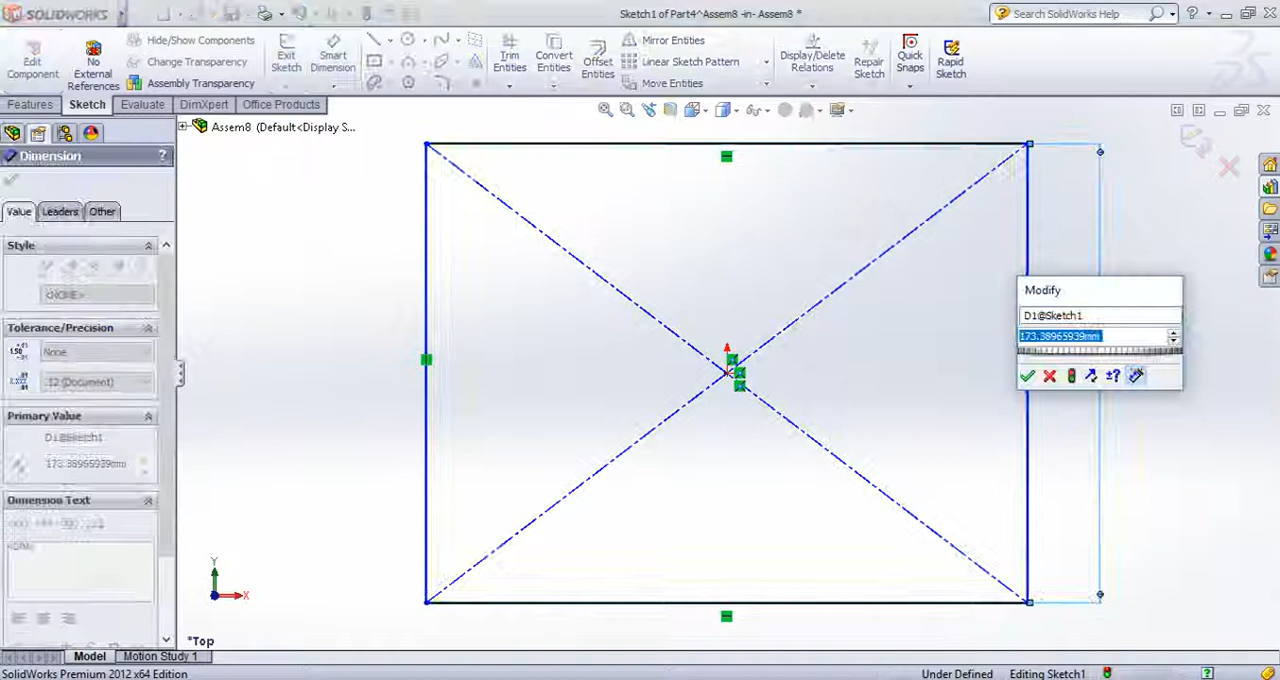 SOLIDWORKS
Sketch1 of Part4^Assem8 -in- Assem8 *
Search SolidWorks Help
Edit Component
No External References
Hide/Show Components
Change Transparency
Assembly Transparency
Exit Sketch
Smart Dimension
Trim Entities
Convert Entities
Offset Entities
Mirror Entities
Linear Sketch Pattern
Move Entities
Display/Delete Relations
Repair Sketch
Quick Snaps
Rapid Sketch
Features
Sketch
Evaluate
DimXpert
Office Products
Assem8 (Default<Display S...
Dimension
?
Value
Leaders
Other
Style
<NONE>
Tolerance/Precision
None
.12 (Document)
Primary Value
D1@Sketch1
173.38965939mm
Dimension Text
<DIM>
Modify
D1@Sketch1
173.38965939mm
Y
X
*Top
Model
Motion Study 1
SolidWorks Premium 2012 x64 Edition
Under Defined
Editing Sketch1